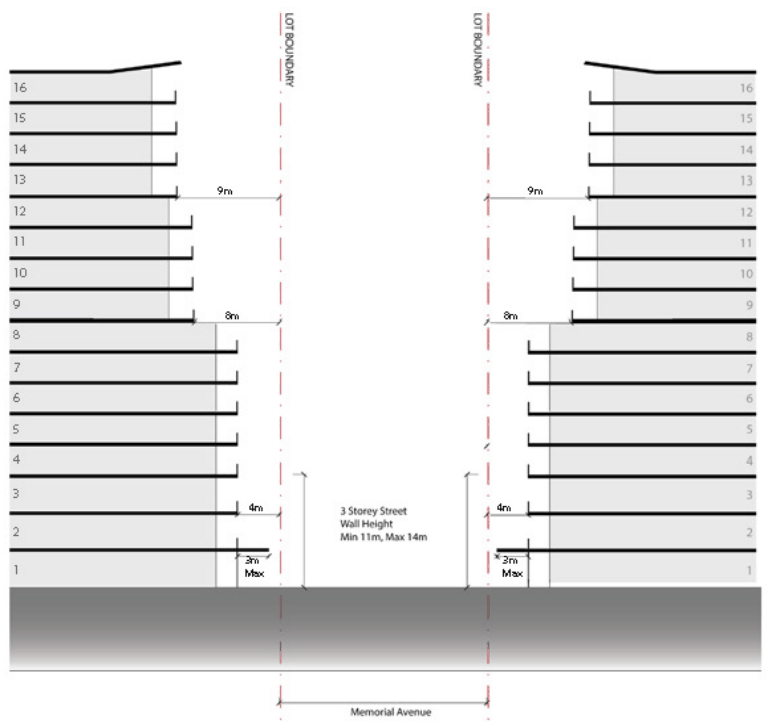 LOT BOUNDARY
LOT BOUNDARY
16
16
15
15
14
14
13
13
9m
9m
12
12
11
11
10
10
9
9
8m
8m
8
8
7
7
6
6
5
5
4
4
3
3
4m
4m
3 Storey Street
Wall Height
Min 11m, Max 14m
2
2
3m
Max
3m
Max
1
1
Memorial Avenue